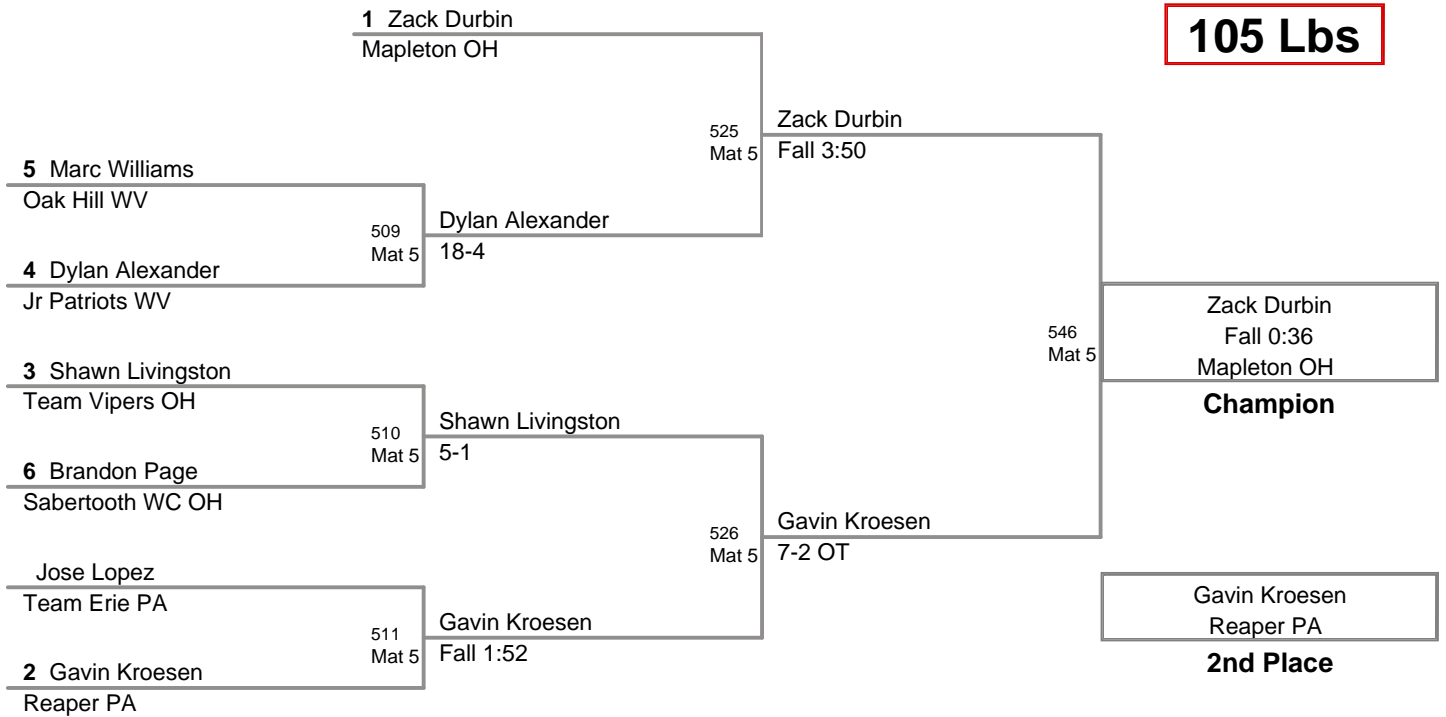 1 Zack Durbin
Mapleton OH
105 Lbs
525
Mat 5
Zack Durbin
Fall 3:50
5 Marc Williams
Oak Hill WV
509
Mat 5
Dylan Alexander
18-4
4 Dylan Alexander
Jr Patriots WV
546
Mat 5
Zack Durbin
Fall 0:36
Mapleton OH
Champion
3 Shawn Livingston
Team Vipers OH
510
Mat 5
Shawn Livingston
5-1
6 Brandon Page
Sabertooth WC OH
526
Mat 5
Gavin Kroesen
7-2 OT
Jose Lopez
Team Erie PA
511
Mat 5
Gavin Kroesen
Fall 1:52
2 Gavin Kroesen
Reaper PA
Gavin Kroesen
Reaper PA
2nd Place